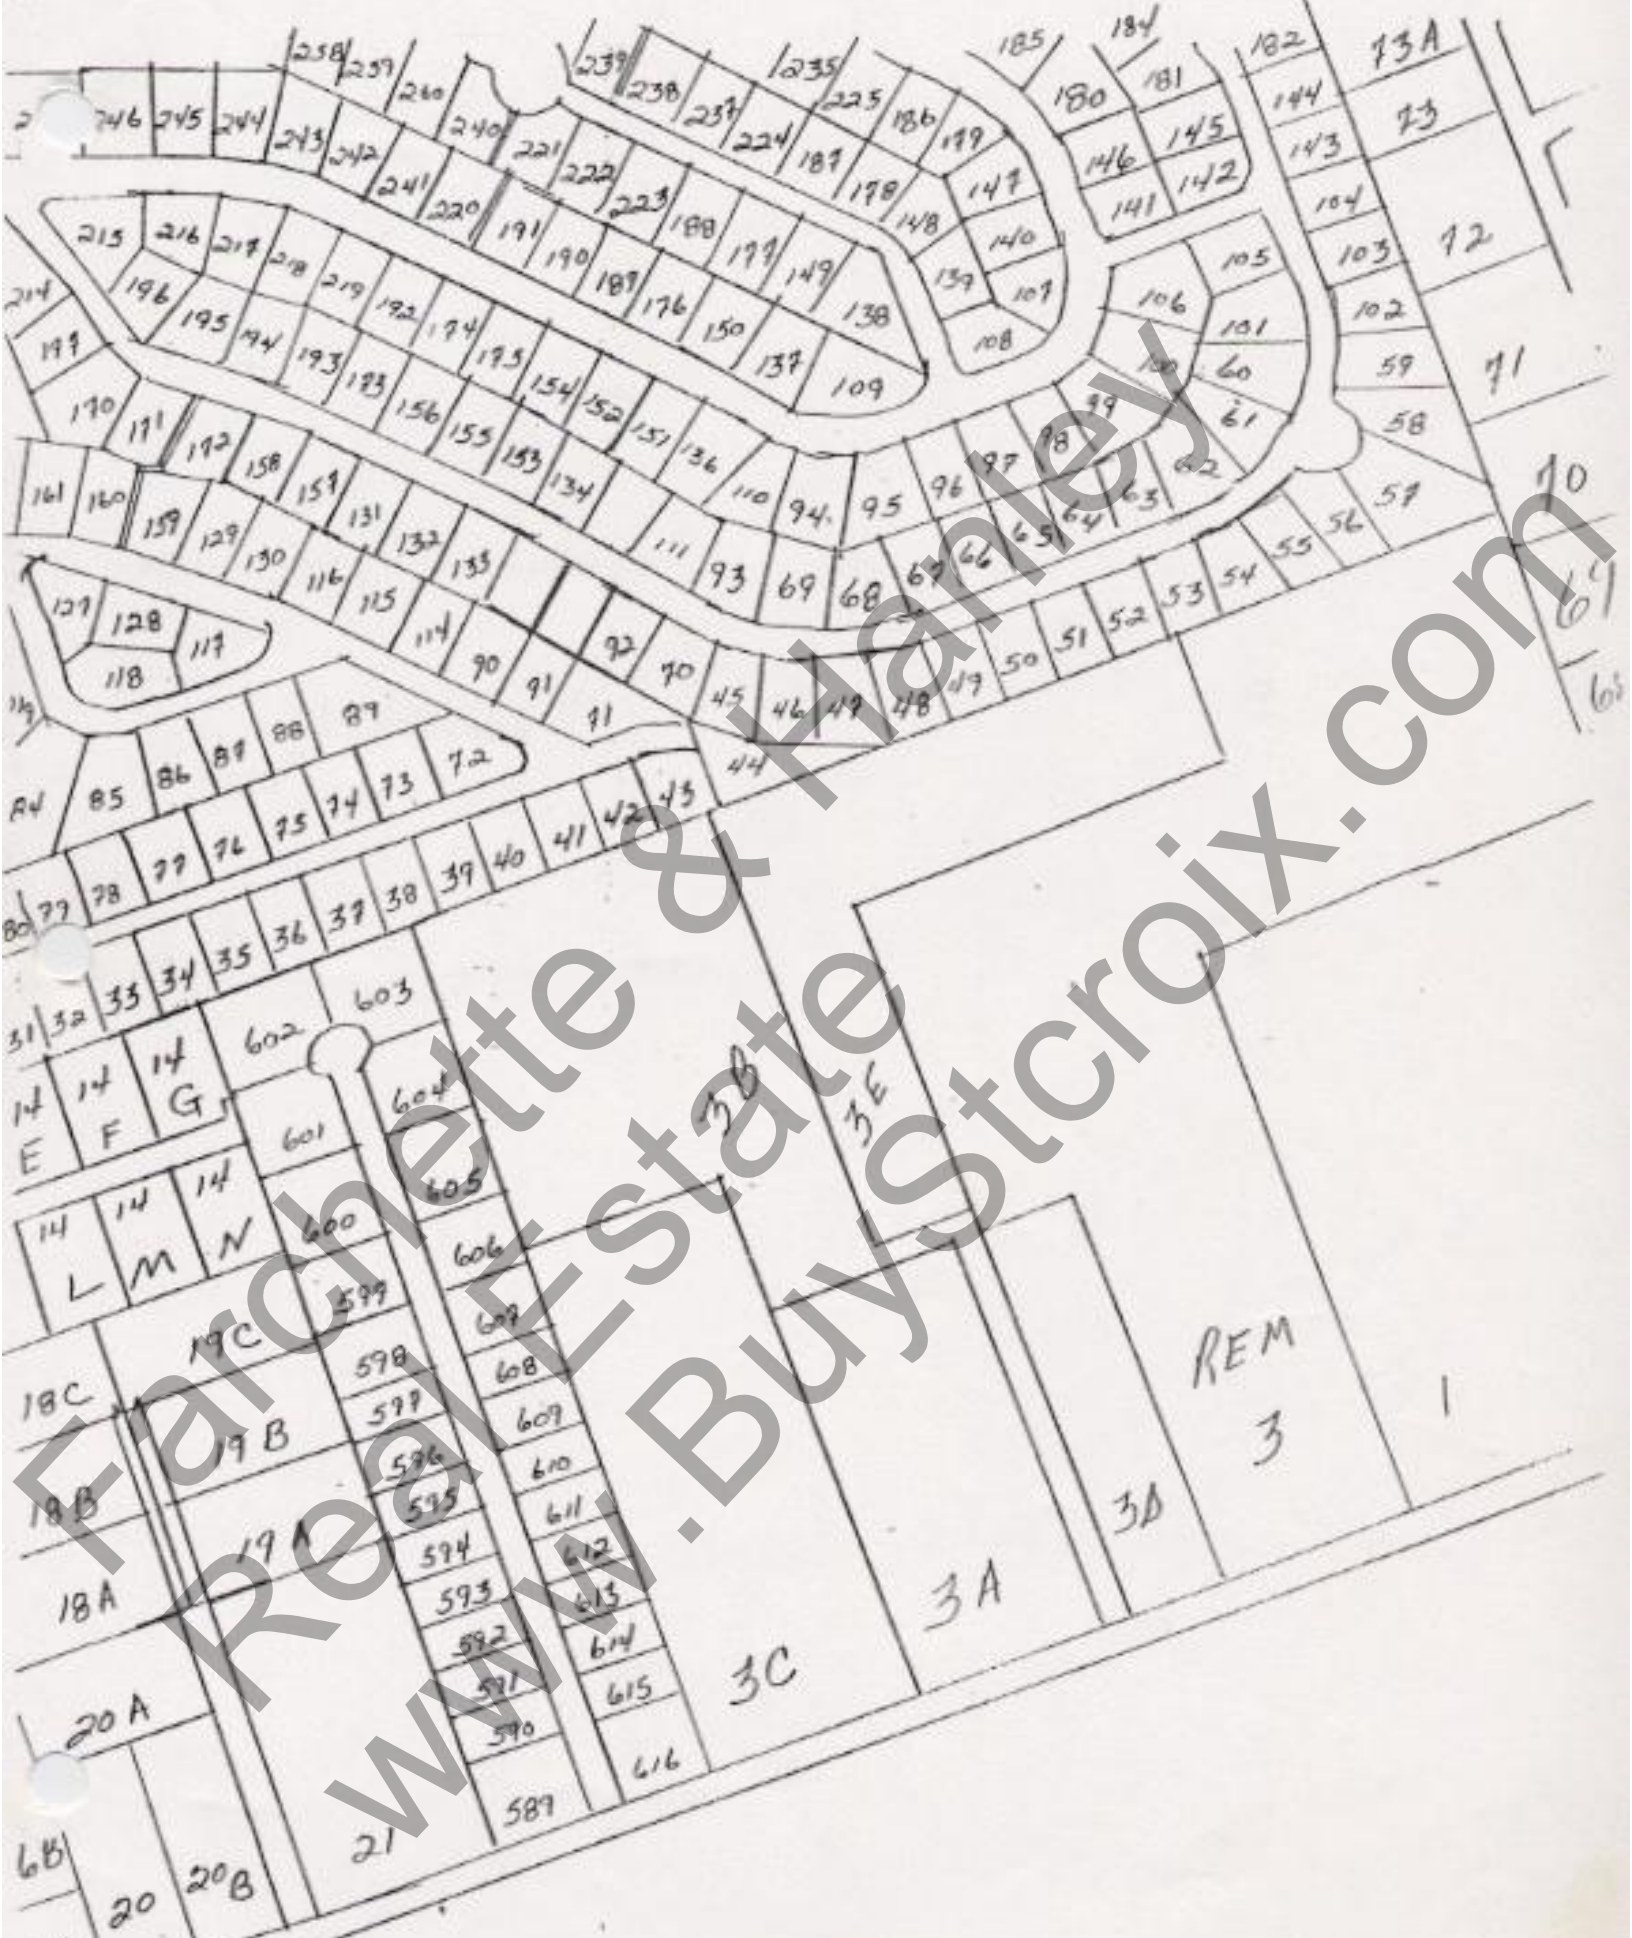 238 239 260
239 238 235
185 184 182 73A
246 245 244 243 242 241 240
237 225 186 179 180 181 144 73
220 221 222 223 224 187 178 147 146 145 143
215 216 217 218 219 191 190 189 188 177 149 148 140 141 142 104 72
214 196 195 194 193 192 174 175 176 150 137 138 139 107 106 105 103
197 173 156 155 154 152 151 136 109 108 100 101 102 71
170 171 172 158 157 153 134 110 94 95 96 97 98 99 60 61 59 58
161 160 159 129 130 131 132 133 111 93 69 68 67 66 65 64 63 62 57 70
127 128 117 118 116 115 114 90 91 92 70 71 45 46 47 48 49 50 51 52 53 54 55 56 69
84 85 86 87 88 89 72 44
80 79 78 77 76 75 74 73 43
31 32 33 34 35 36 37 38 39 40 41 42
14 E
14 F
14 G
602 603
601 604
605
14 L
14 M
14 N
600 606
599 607
598 608
597 609
596 610
595 611
594 612
593 613
592 614
591 615
590 616
589
3B
3E
18C 19C
18B 19B
18A 19A
20A
3C
3A
3D
REM
3
1
6B
20
20B
21
Farchette & Hanley
Real Estate
www.BuyStcroix.com